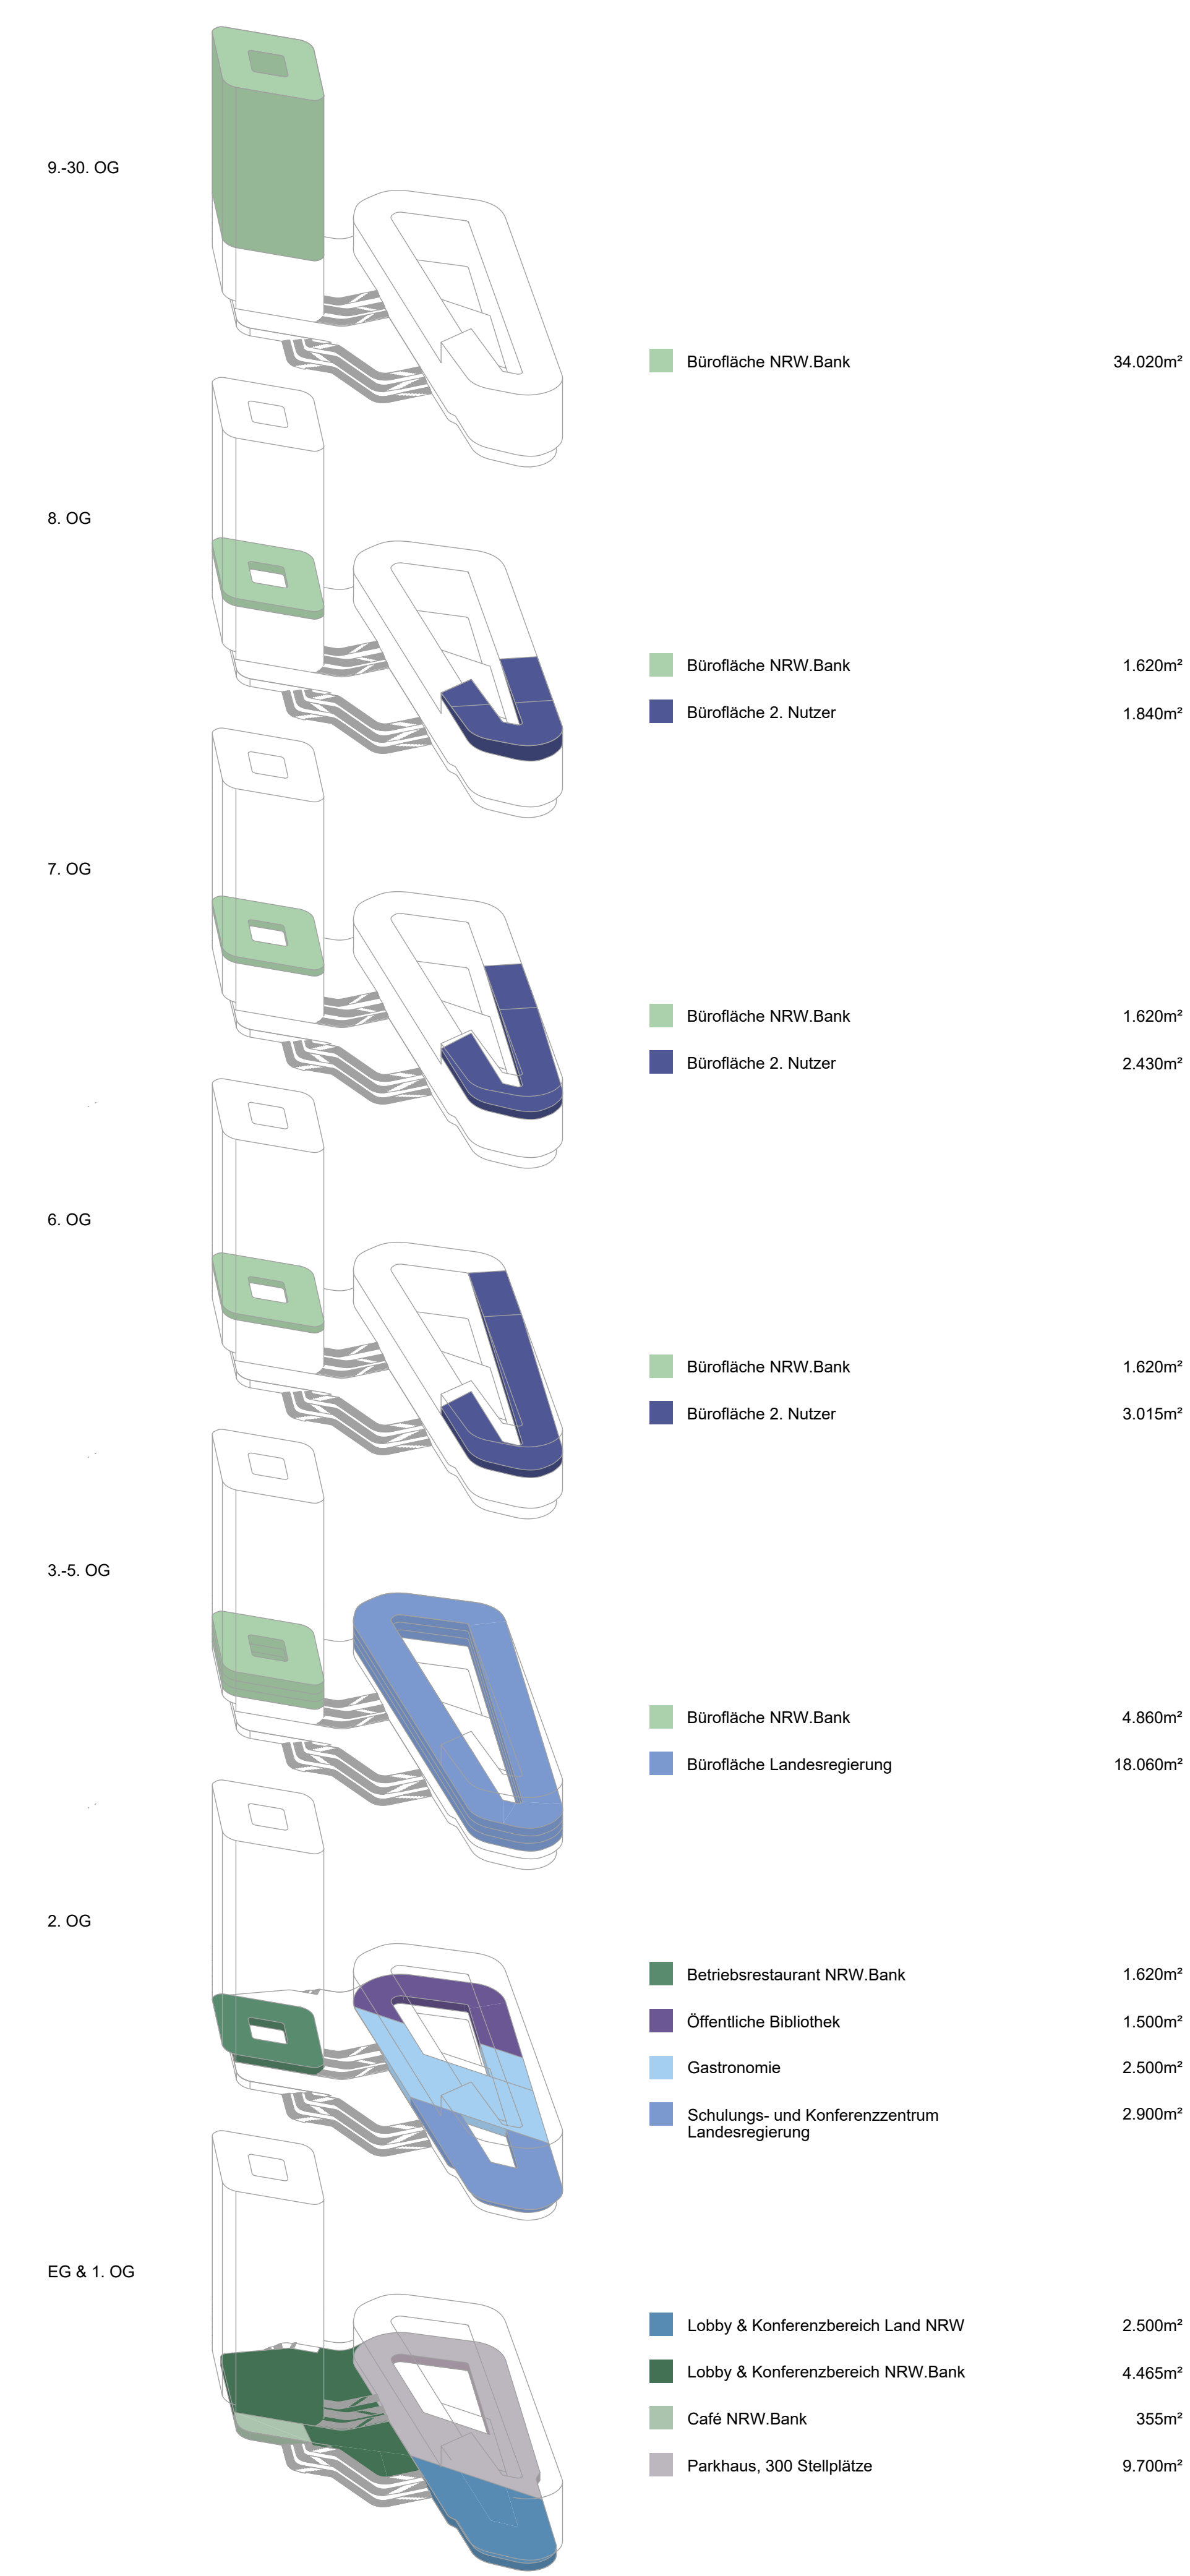 9.-30. OG
Bürofläche NRW.Bank 34.020m²
8. OG
Bürofläche NRW.Bank 1.620m²
Bürofläche 2. Nutzer 1.840m²
7. OG
Bürofläche NRW.Bank 1.620m²
Bürofläche 2. Nutzer 2.430m²
6. OG
Bürofläche NRW.Bank 1.620m²
Bürofläche 2. Nutzer 3.015m²
3.-5. OG
Bürofläche NRW.Bank 4.860m²
Bürofläche Landesregierung 18.060m²
2. OG
Betriebsrestaurant NRW.Bank 1.620m²
Öffentliche Bibliothek 1.500m²
Gastronomie 2.500m²
Schulungs- und Konferenzzentrum 2.900m²
Landesregierung
EG & 1. OG
Lobby & Konferenzbereich Land NRW 2.500m²
Lobby & Konferenzbereich NRW.Bank 4.465m²
Café NRW.Bank 355m²
Parkhaus, 300 Stellplätze 9.700m²